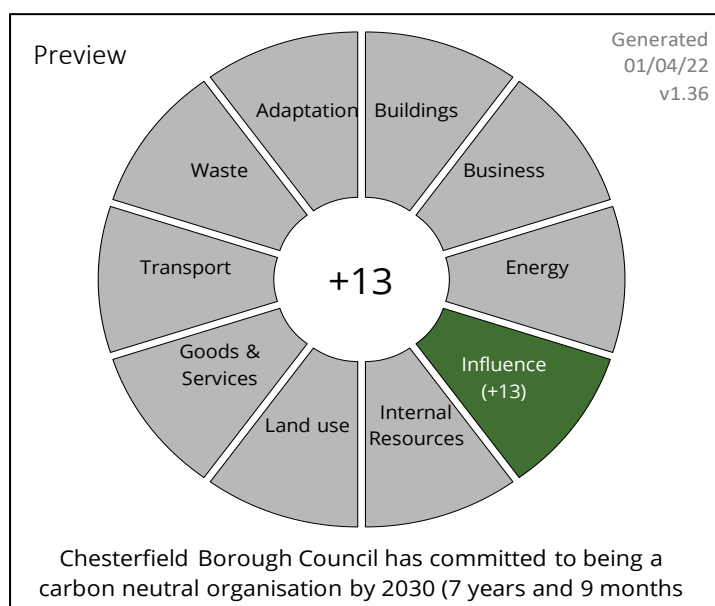 Preview
Generated
01/04/22
v1.36
Adaptation
Buildings
Waste
Business
Transport
+13
Energy
Goods &
Services
Influence
(+13)
Land use
Internal
Resources
Chesterfield Borough Council has committed to being a
carbon neutral organisation by 2030 (7 years and 9 months